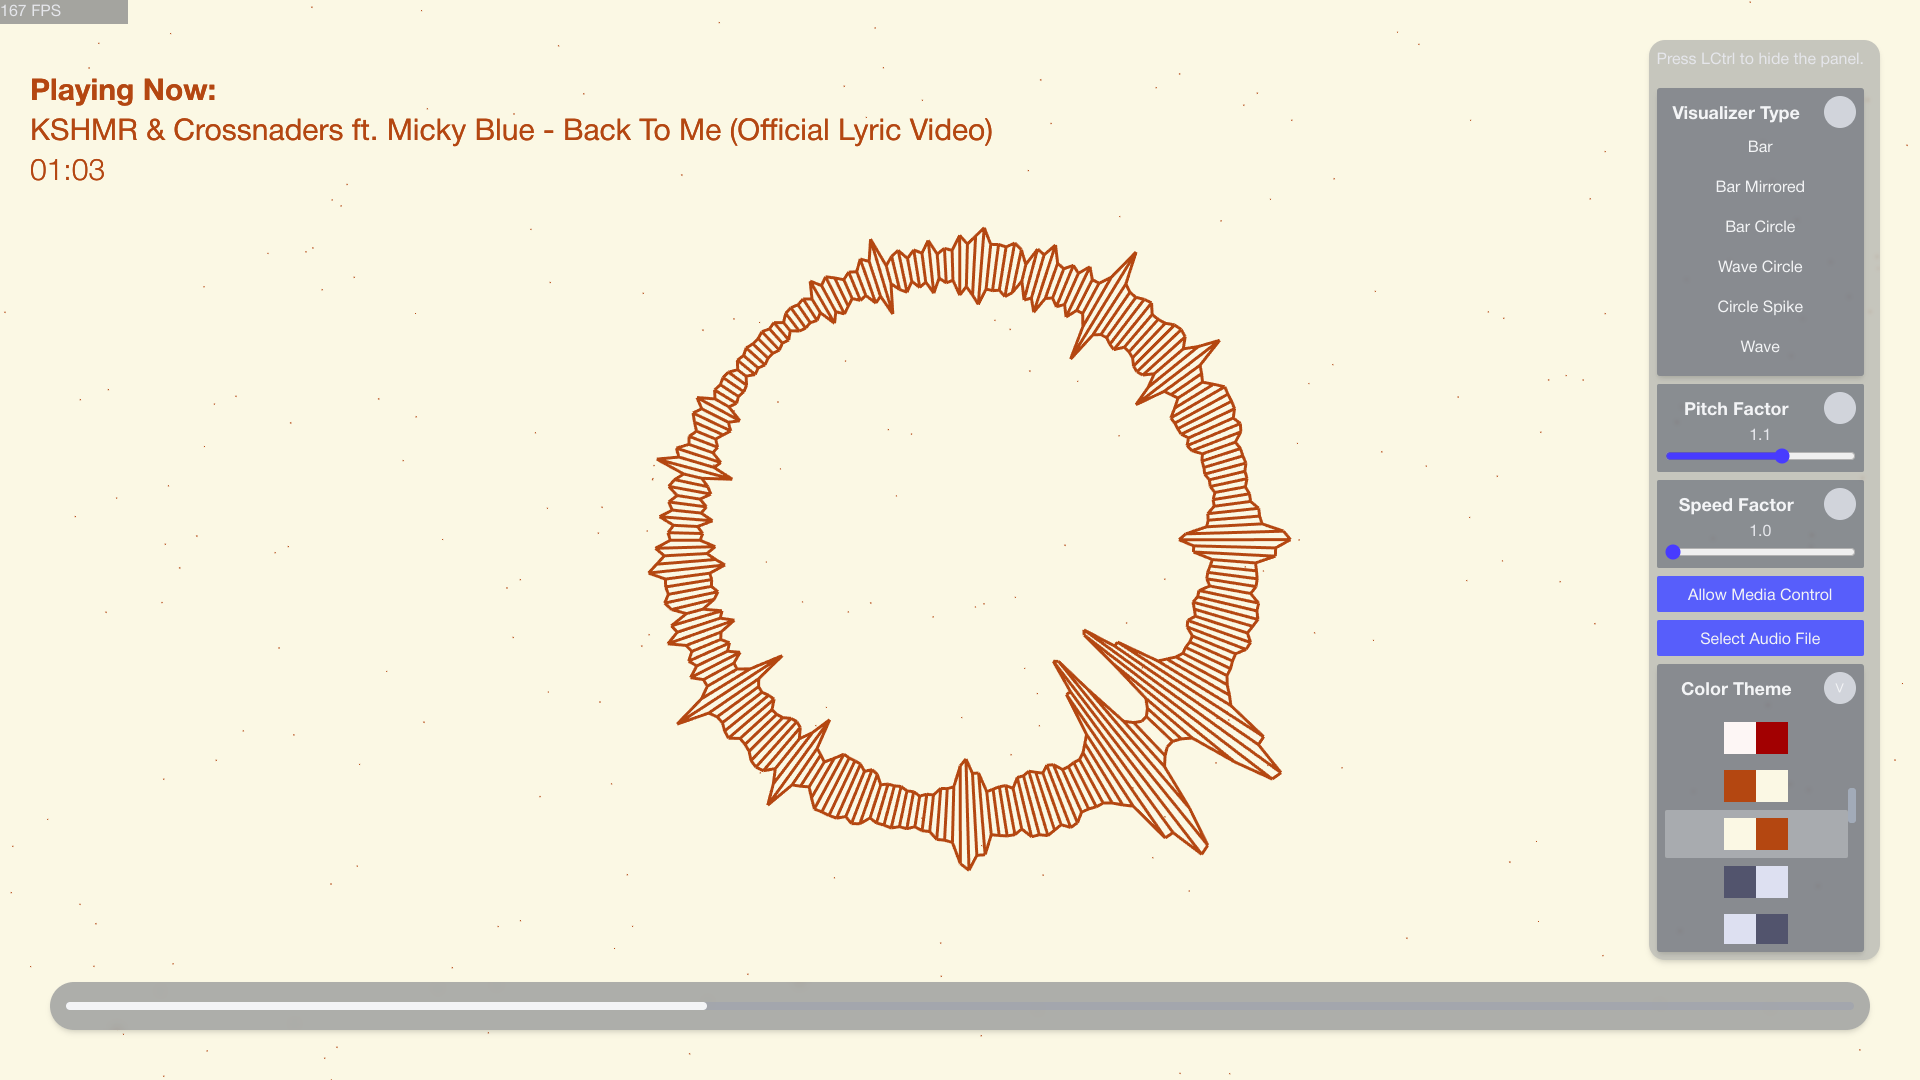 167 FPS
Playing Now:
KSHMR & Crossnaders ft. Micky Blue - Back To Me (Official Lyric Video)
01:03
Press LCtrl to hide the panel.
Visualizer Type
Bar
Bar Mirrored
Bar Circle
Wave Circle
Circle Spike
Wave
Pitch Factor
1.1
Speed Factor
1.0
Allow Media Control
Select Audio File
Color Theme
V